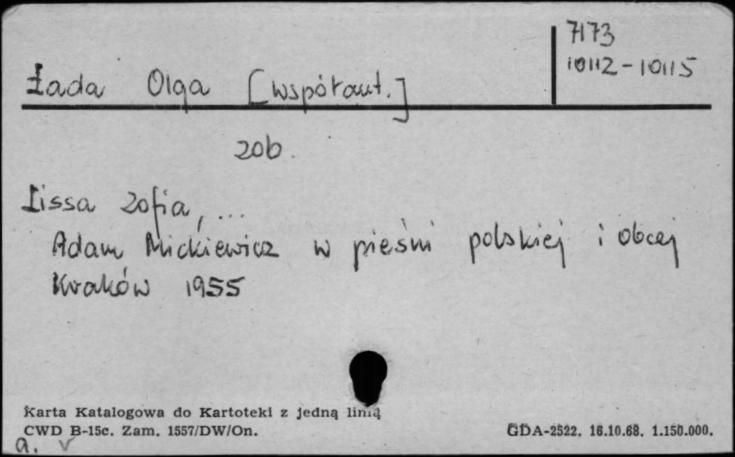 7173
10112-10115
Łada Olga [współaut.]
zob.
Lissa Zofia, ...
Adam Mickiewicz w pieśni polskiej i obcej
Kraków 1955
Karta Katalogowa do Kartoteki z jedną linią
CWD B-15c. Zam. 1557/DW/On.
GDA-2522. 16.10.68. 1.150.000.
a. v